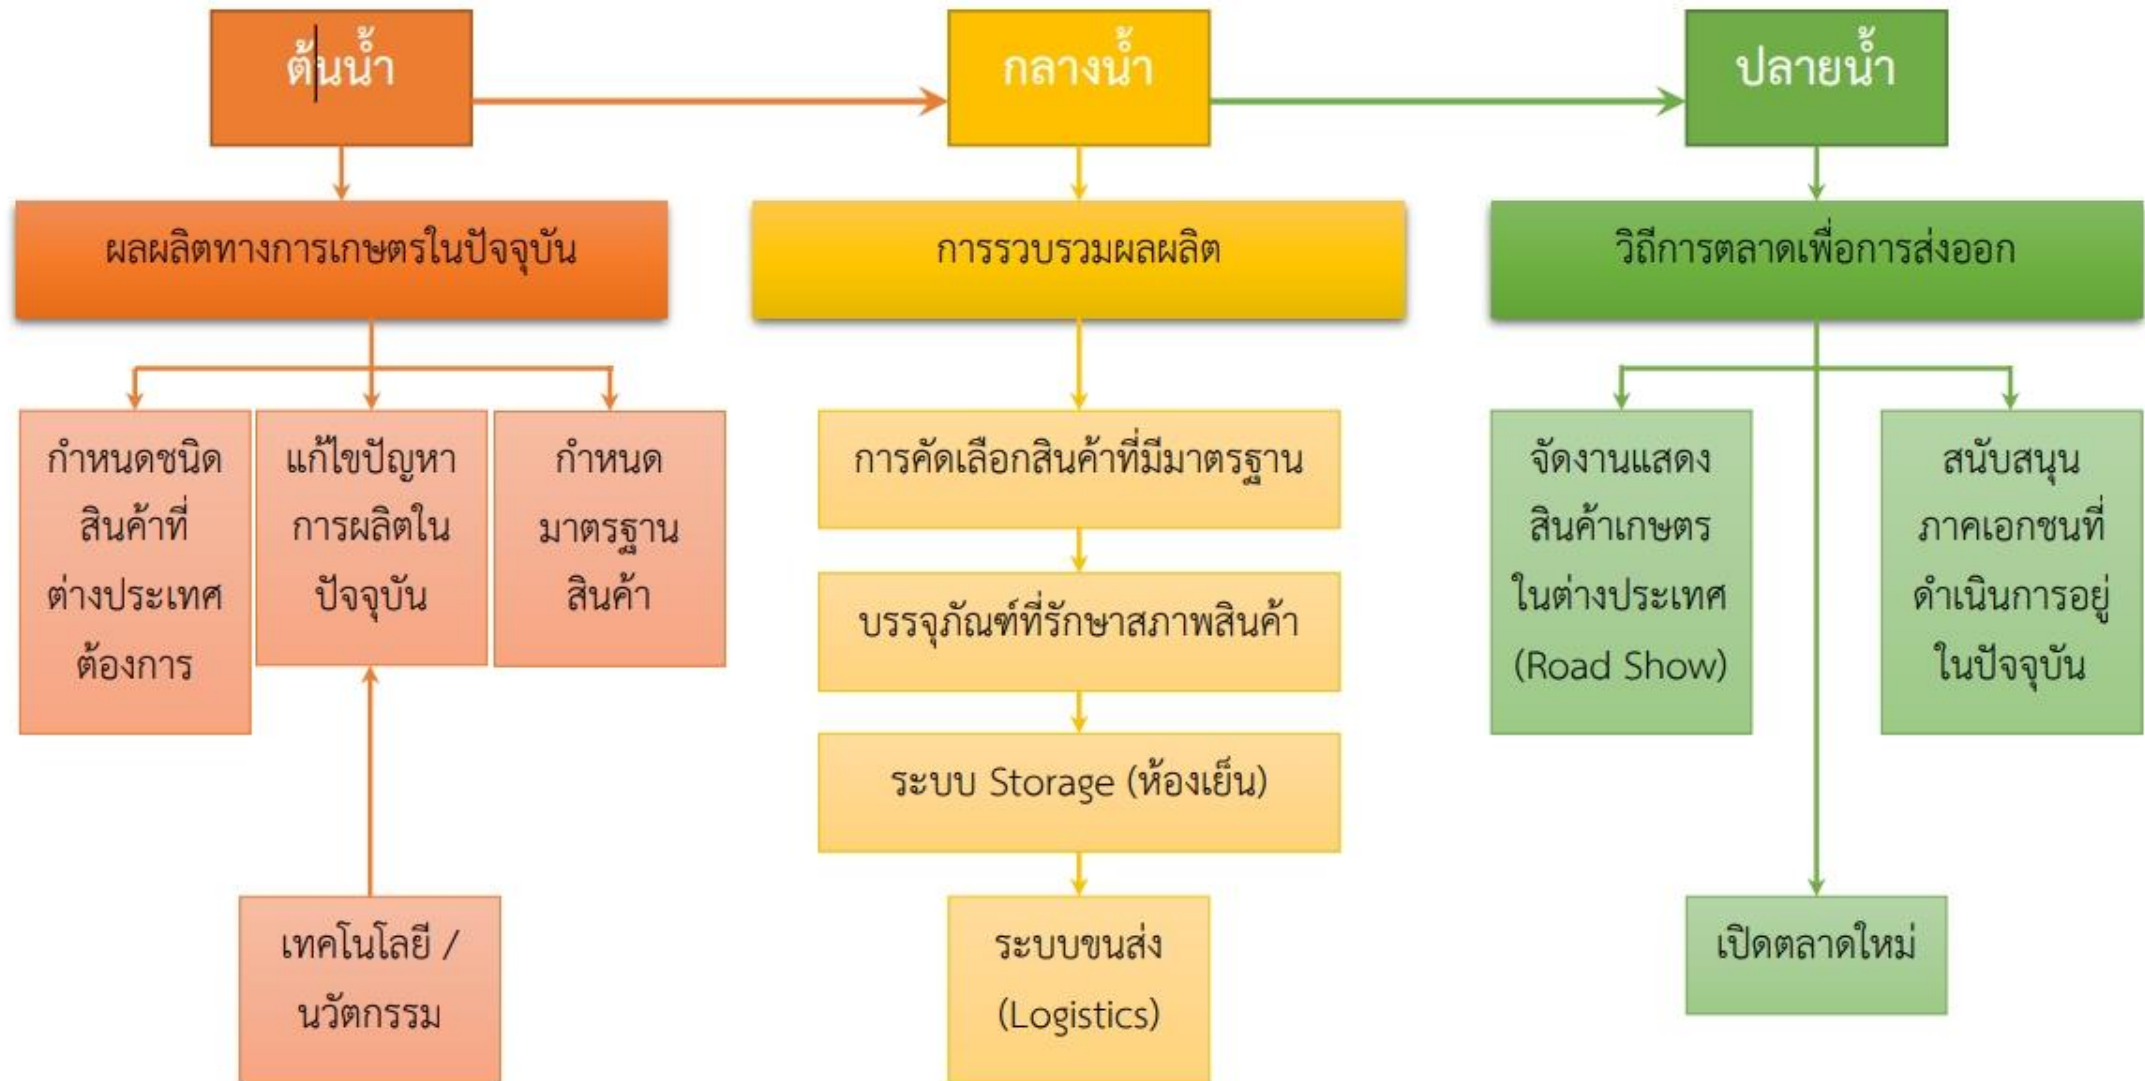 ต้นน้ำ
กลางน้ำ
ปลายน้ำ
ผลผลิตทางการเกษตรในปัจจุบัน
การรวบรวมผลผลิต
วิถีการตลาดเพื่อการส่งออก
กำหนดชนิด
สินค้าที่
ต่างประเทศ
ต้องการ
แก้ไขปัญหา
การผลิตใน
ปัจจุบัน
กำหนด
มาตรฐาน
สินค้า
การคัดเลือกสินค้าที่มีมาตรฐาน
บรรจุภัณฑ์ที่รักษาสภาพสินค้า
ระบบ Storage (ห้องเย็น)
จัดงานแสดง
สินค้าเกษตร
ในต่างประเทศ
(Road Show)
สนับสนุน
ภาคเอกชนที่
ดำเนินการอยู่
ในปัจจุบัน
เทคโนโลยี /
นวัตกรรม
ระบบขนส่ง
(Logistics)
เปิดตลาดใหม่